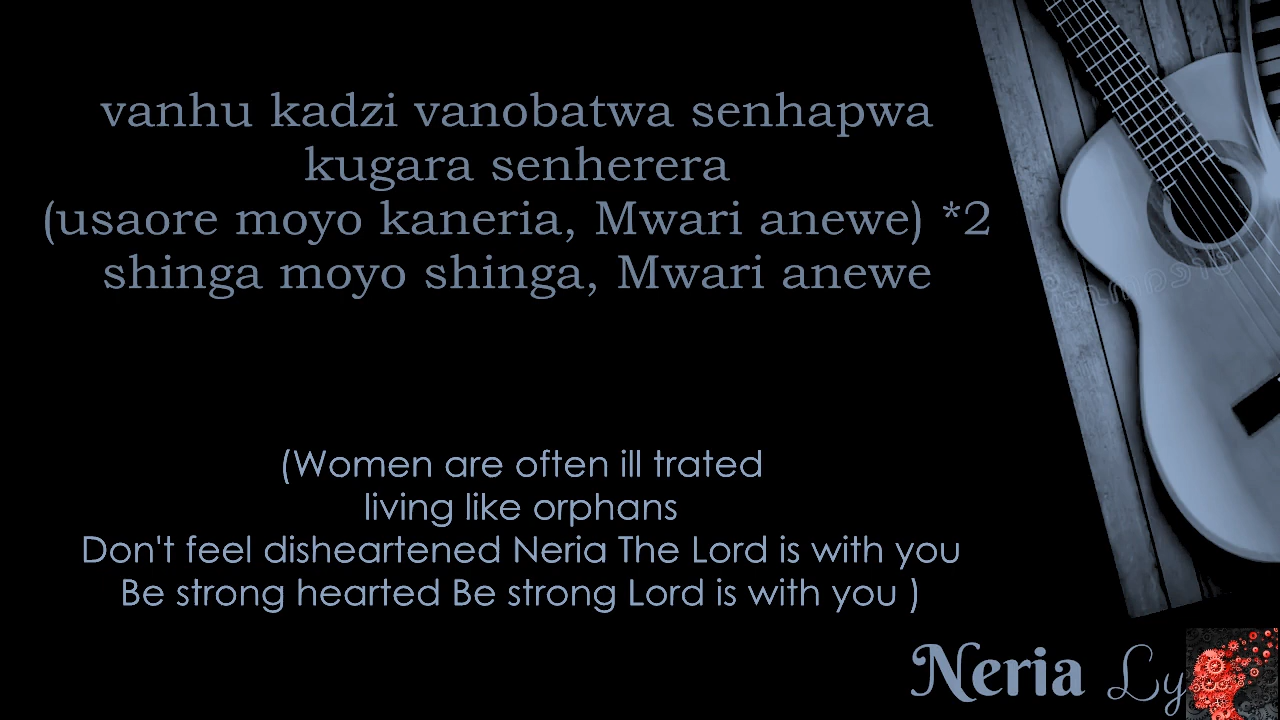 vanhu kadzi vanobatwa senhapwa
kugara senherera
(usaore moyo kaneria, Mwari anewe) *2
shinga moyo shinga, Mwari anewe
(Women are often ill trated
living like orphans
Don't feel disheartened Neria The Lord is with you
Be strong hearted Be strong Lord is with you )
Neria Ly